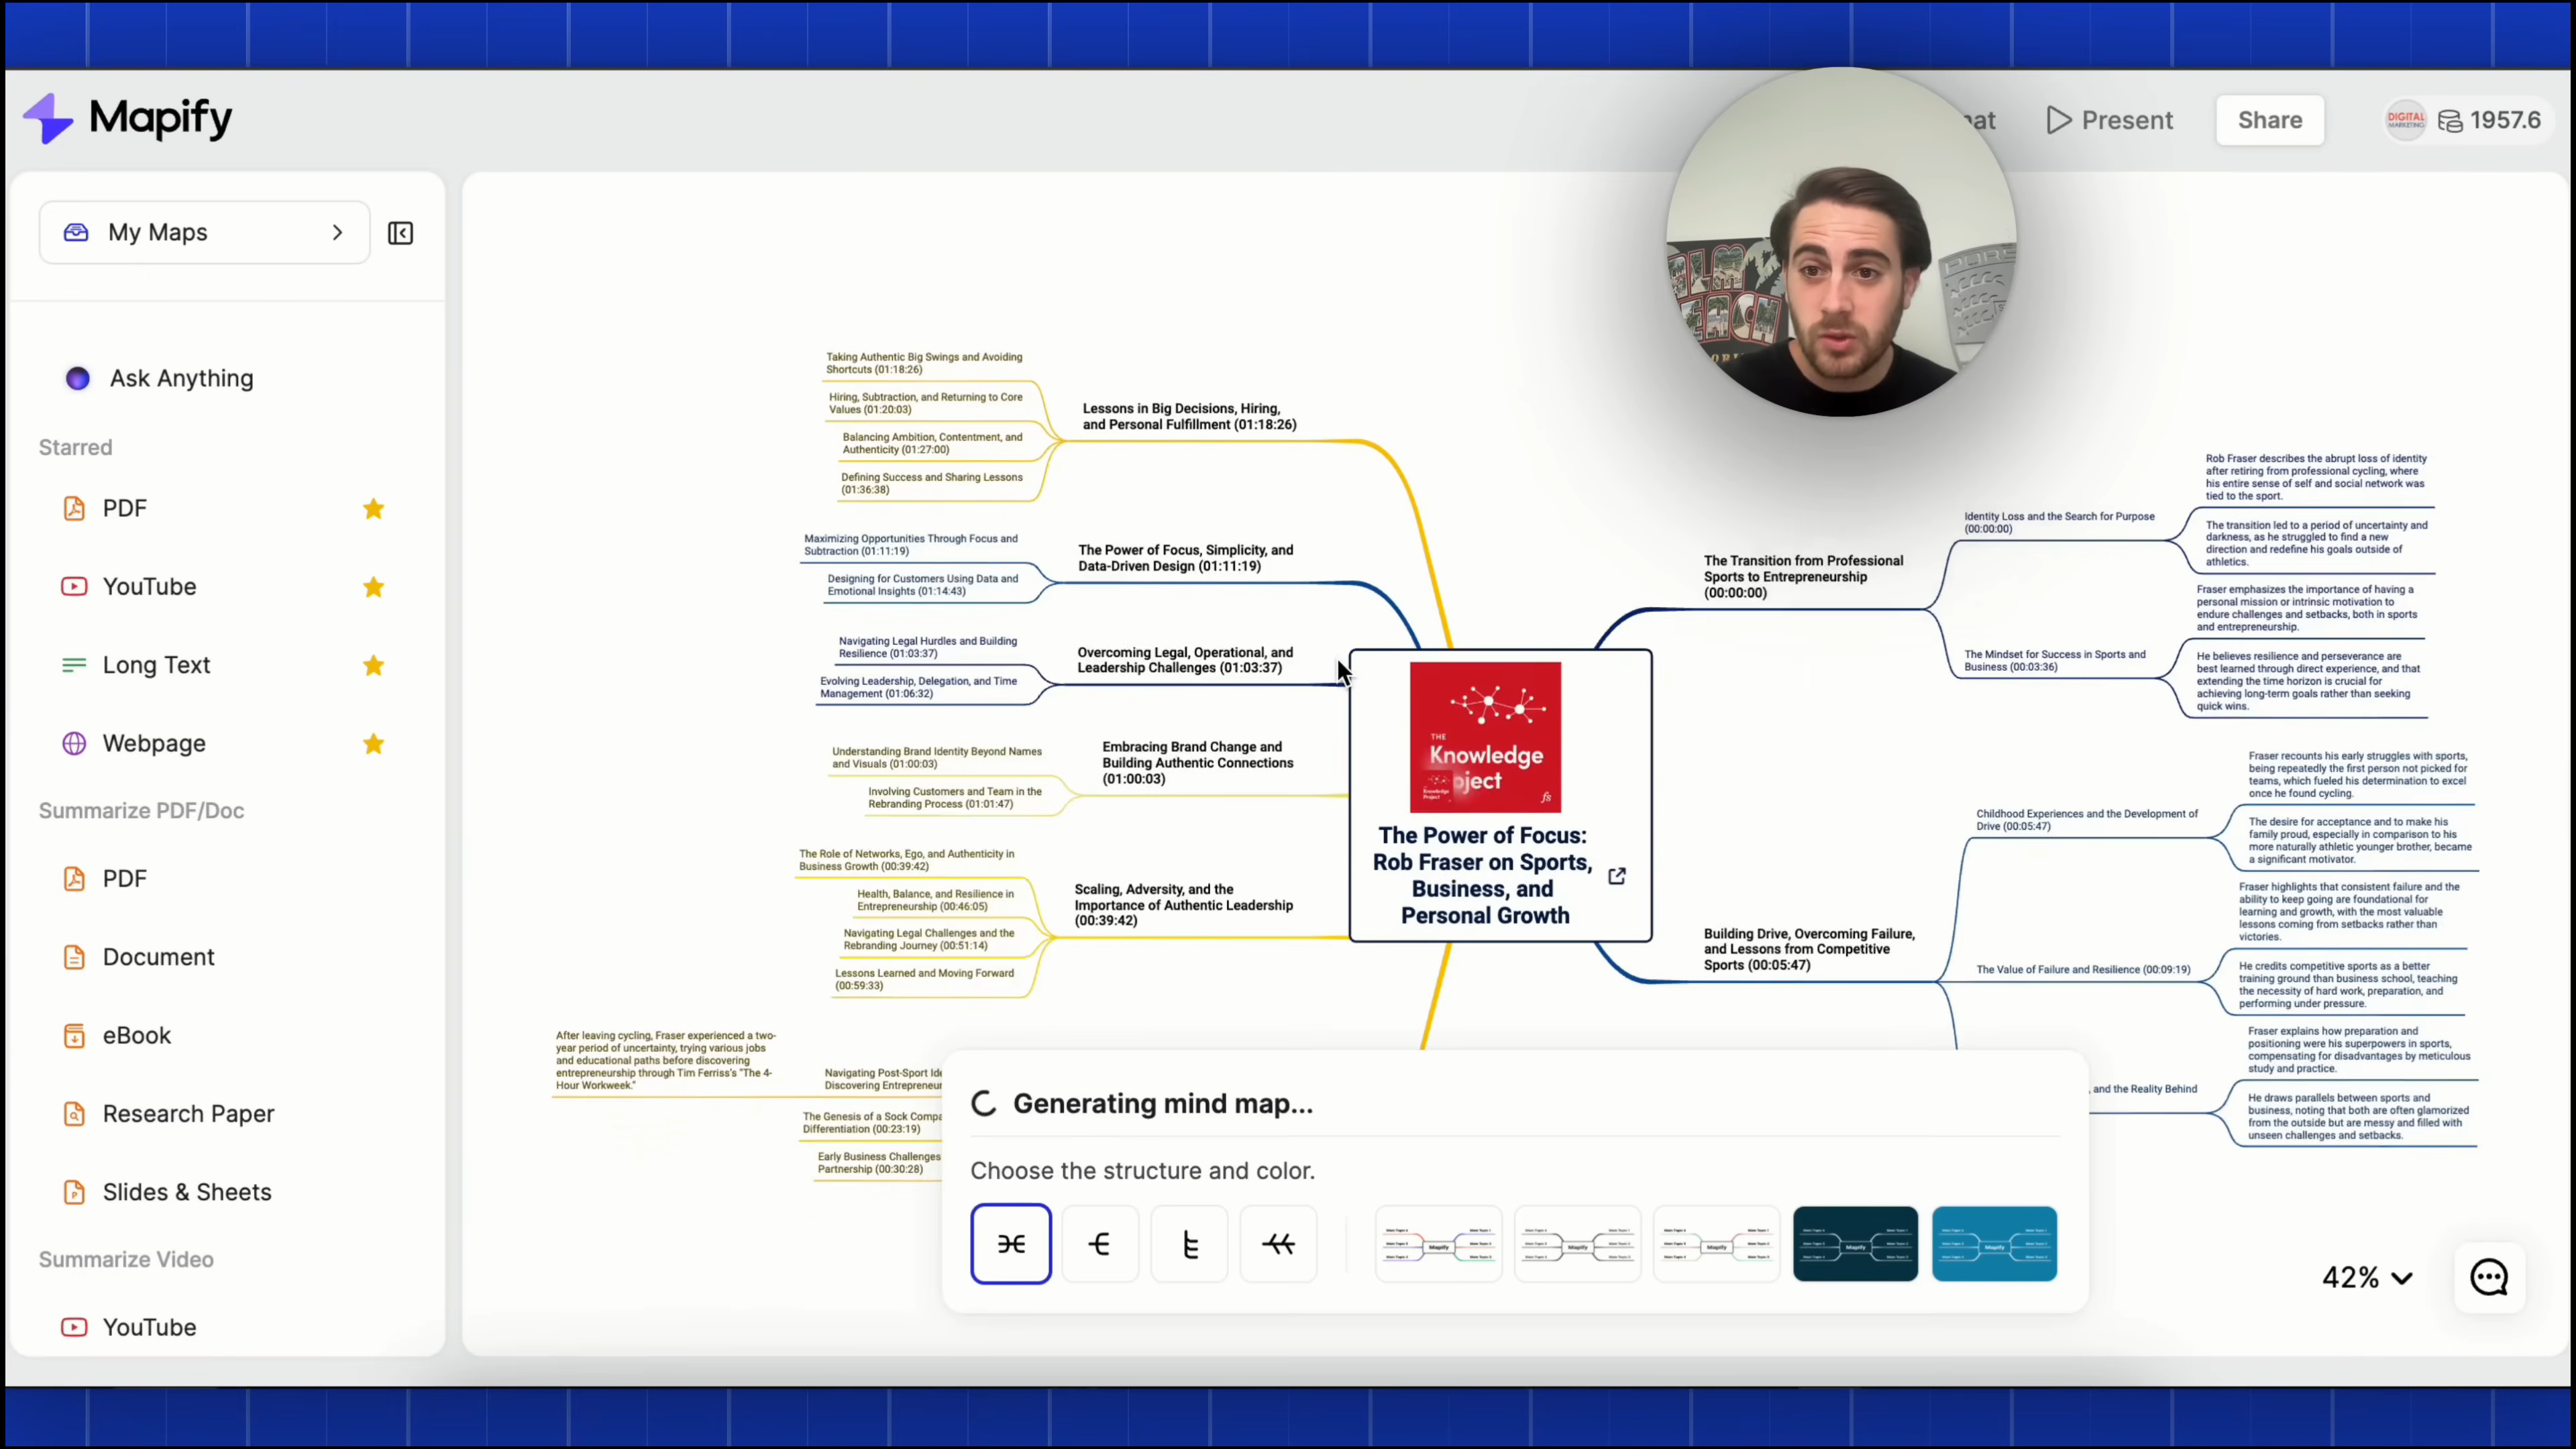 Mapify
Present
Share
DIGITAL
MARKETING
1957.6
My Maps
Ask Anything
Starred
PDF
YouTube
Long Text
Webpage
Summarize PDF/Doc
PDF
Document
eBook
Research Paper
Slides & Sheets
Summarize Video
YouTube
Taking Authentic Big Swings and Avoiding
Shortcuts (01:18:26)
Hiring, Subtraction, and Returning to Core
Values (01:20:03)
Balancing Ambition, Contentment, and
Authenticity (01:27:00)
Defining Success and Sharing Lessons
(01:36:38)
Lessons in Big Decisions, Hiring,
and Personal Fulfillment (01:18:26)
Maximizing Opportunities Through Focus and
Subtraction (01:11:19)
Designing for Customers Using Data and
Emotional Insights (01:14:43)
The Power of Focus, Simplicity, and
Data-Driven Design (01:11:19)
Navigating Legal Hurdles and Building
Resilience (01:03:37)
Evolving Leadership, Delegation, and Time
Management (01:06:32)
Overcoming Legal, Operational, and
Leadership Challenges (01:03:37)
Understanding Brand Identity Beyond Names
and Visuals (01:00:03)
Involving Customers and Team in the
Rebranding Process (01:01:47)
Embracing Brand Change and
Building Authentic Connections
(01:00:03)
The Role of Networks, Ego, and Authenticity in
Business Growth (00:39:42)
Health, Balance, and Resilience in
Entrepreneurship (00:46:05)
Navigating Legal Challenges and the
Rebranding Journey (00:51:14)
Lessons Learned and Moving Forward
(00:59:33)
Scaling, Adversity, and the
Importance of Authentic Leadership
(00:39:42)
After leaving cycling, Fraser experienced a two-
year period of uncertainty, trying various jobs
and educational paths before discovering
entrepreneurship through Tim Ferriss's "The 4-
Hour Workweek."
Navigating Post-Sport Ide
Discovering Entrepreneur
The Genesis of a Sock Compa
Differentiation (00:23:19)
Early Business Challenges
Partnership (00:30:28)
THE
Knowledge
oject
fs
The Power of Focus:
Rob Fraser on Sports,
Business, and
Personal Growth
The Transition from Professional
Sports to Entrepreneurship
(00:00:00)
Identity Loss and the Search for Purpose
(00:00:00)
Rob Fraser describes the abrupt loss of identity
after retiring from professional cycling, where
his entire sense of self and social network was
tied to the sport.
The transition led to a period of uncertainty and
darkness, as he struggled to find a new
direction and redefine his goals outside of
athletics.
The Mindset for Success in Sports and
Business (00:03:36)
Fraser emphasizes the importance of having a
personal mission or intrinsic motivation to
endure challenges and setbacks, both in sports
and entrepreneurship.
He believes resilience and perseverance are
best learned through direct experience, and that
extending the time horizon is crucial for
achieving long-term goals rather than seeking
quick wins.
Building Drive, Overcoming Failure,
and Lessons from Competitive
Sports (00:05:47)
Childhood Experiences and the Development of
Drive (00:05:47)
Fraser recounts his early struggles with sports,
being repeatedly the first person not picked for
teams, which fueled his determination to excel
once he found cycling.
The desire for acceptance and to make his
family proud, especially in comparison to his
more naturally athletic younger brother, became
a significant motivator.
The Value of Failure and Resilience (00:09:19)
Fraser highlights that consistent failure and the
ability to keep going are foundational for
learning and growth, with the most valuable
lessons coming from setbacks rather than
victories.
He credits competitive sports as a better
training ground than business school, teaching
the necessity of hard work, preparation, and
performing under pressure.
, and the Reality Behind
Fraser explains how preparation and
positioning were his superpowers in sports,
compensating for disadvantages by meticulous
study and practice.
He draws parallels between sports and
business, noting that both are often glamorized
from the outside but are messy and filled with
unseen challenges and setbacks.
Generating mind map...
Choose the structure and color.
Mapify
Mapify
Mapify
Mapify
Mapify
42%